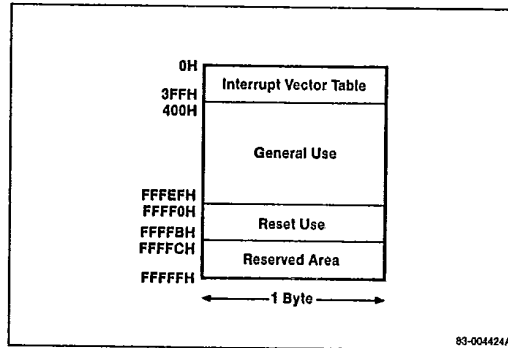 0H
Interrupt Vector Table
3FFH
400H
General Use
FFFEFH
FFFF0H
Reset Use
FFFFBH
FFFFCH
Reserved Area
FFFFFH
1 Byte
83-004424A